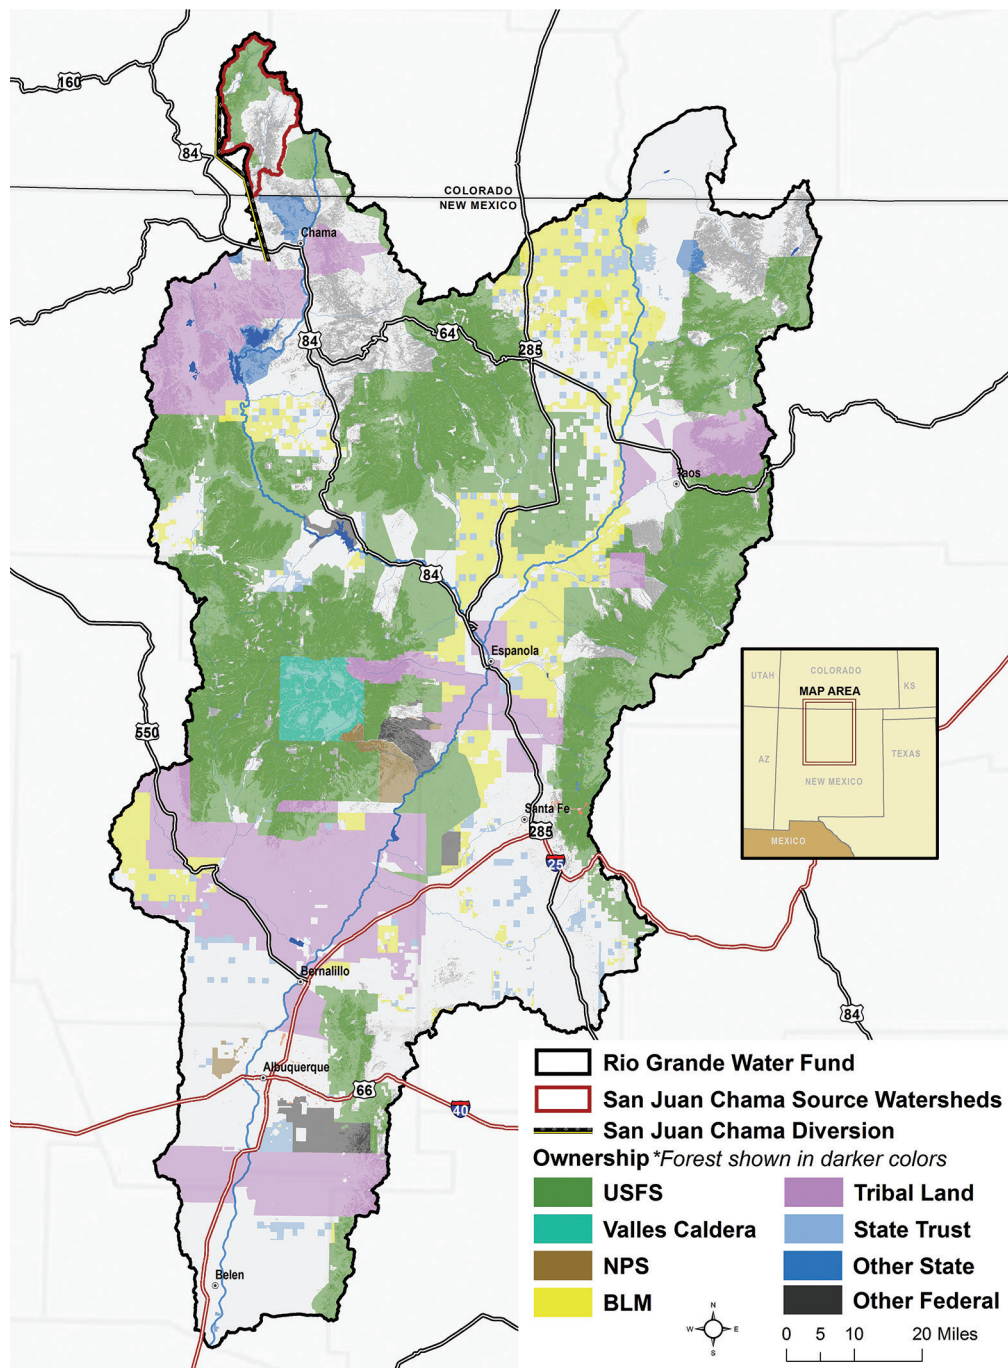 160
84
COLORADO
NEW MEXICO
Chama
64
84
285
Taos
84
Espanola
UTAH
COLORADO
KS
MAP AREA
550
AZ
TEXAS
NEW MEXICO
MEXICO
Santa Fe
285
25
Bernalillo
84
Albuquerque
66
40
Belen
Rio Grande Water Fund
San Juan Chama Source Watersheds
San Juan Chama Diversion
Ownership *Forest shown in darker colors
USFS
Tribal Land
Valles Caldera
State Trust
NPS
Other State
BLM
Other Federal
N
W E
S
0 5 10 20 Miles